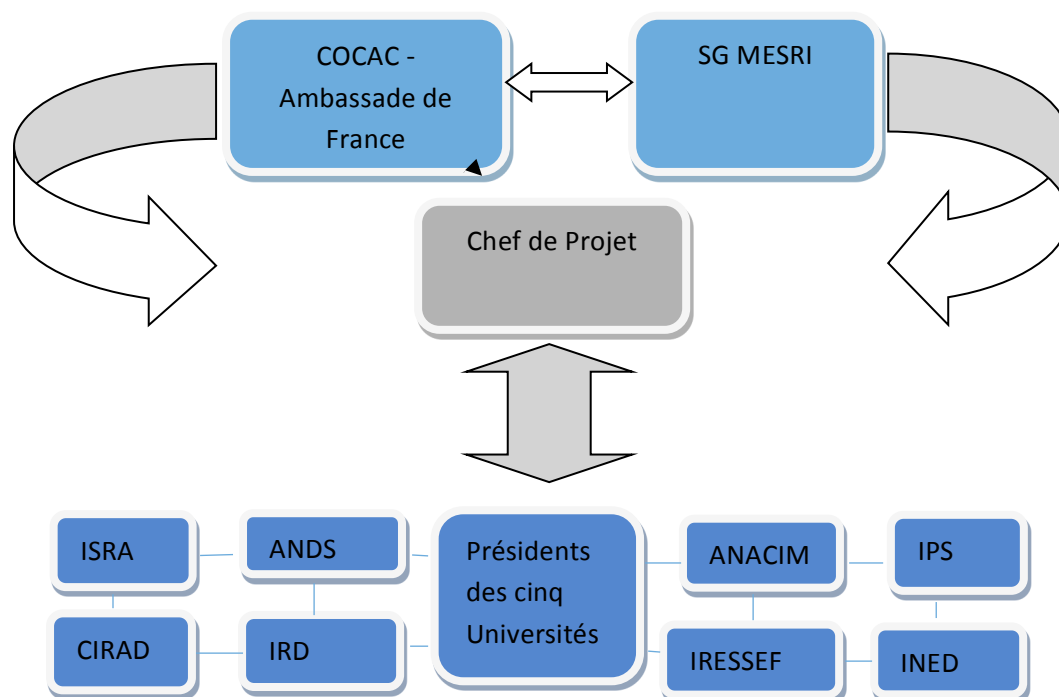 COCAC -
Ambassade de
France
SG MESRI
Chef de Projet
ISRA
ANDS
Présidents
des cinq
Universités
ANACIM
IPS
CIRAD
IRD
IRESSEF
INED